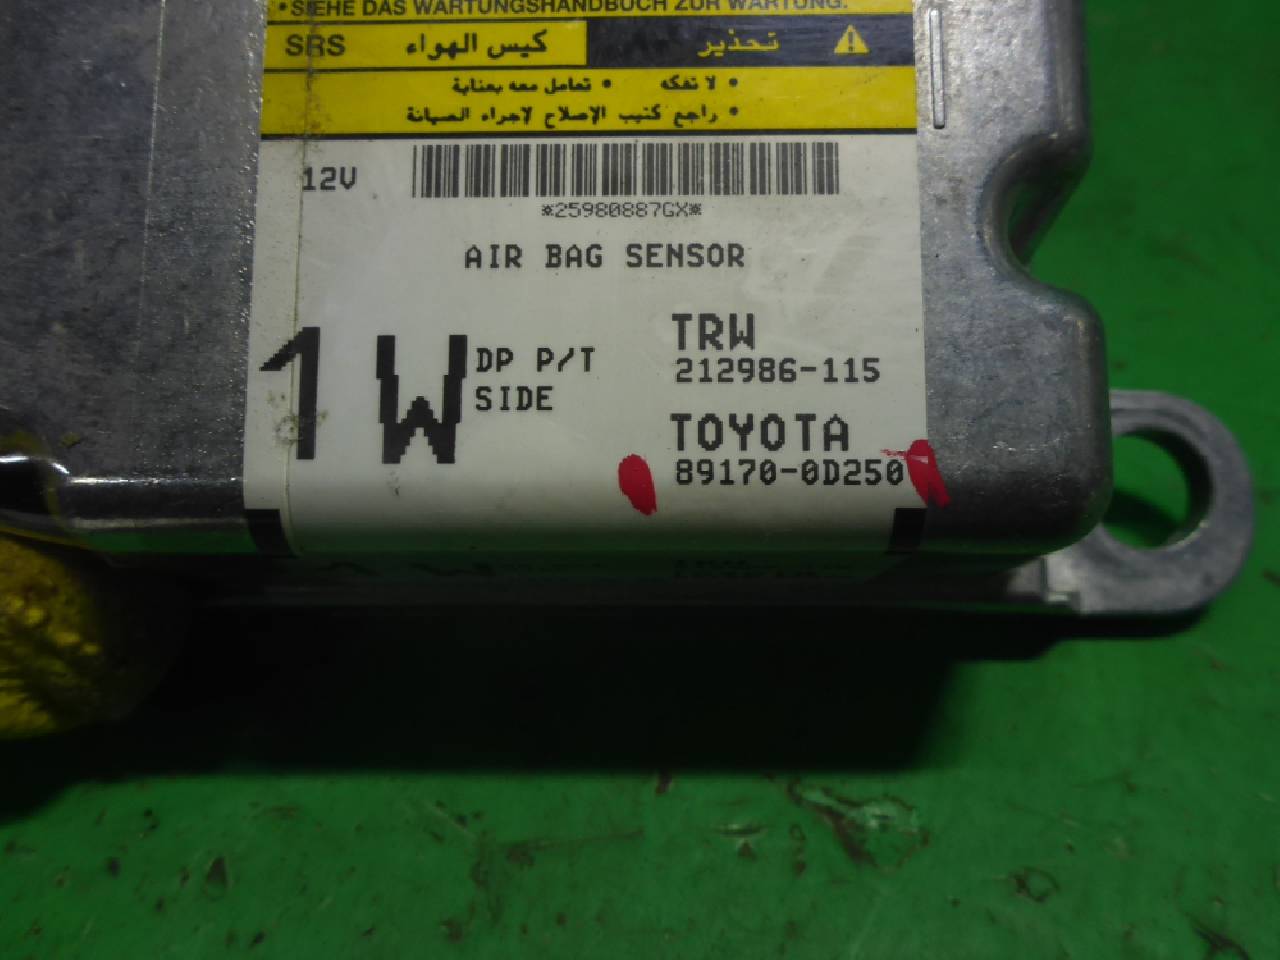 *SIEHE DAS WARTUNGSHANDBUCH ZUR WARTUNG.
SRS كيس الهواء تحذير
• لا تفكه • تعامل معه بعناية
• راجع كتيب الإصلاح لاجراء الصيانة
12V
*25980887GX*
AIR BAG SENSOR
1W
DP P/T
SIDE
TRW
212986-115
TOYOTA
89170-0D250